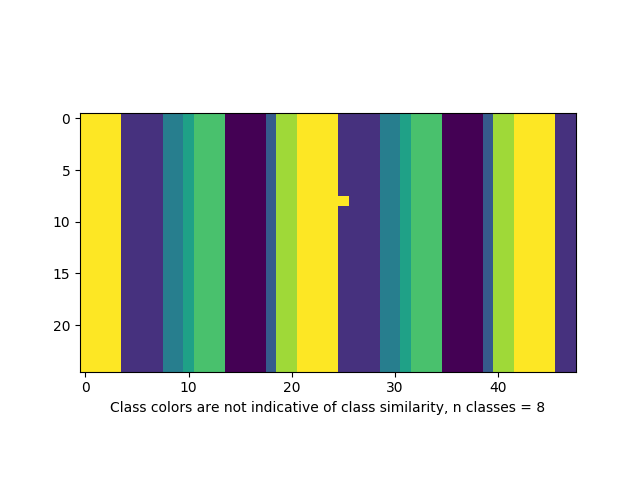 0
5
10
15
20
0 10 20 30 40
Class colors are not indicative of class similarity, n classes = 8